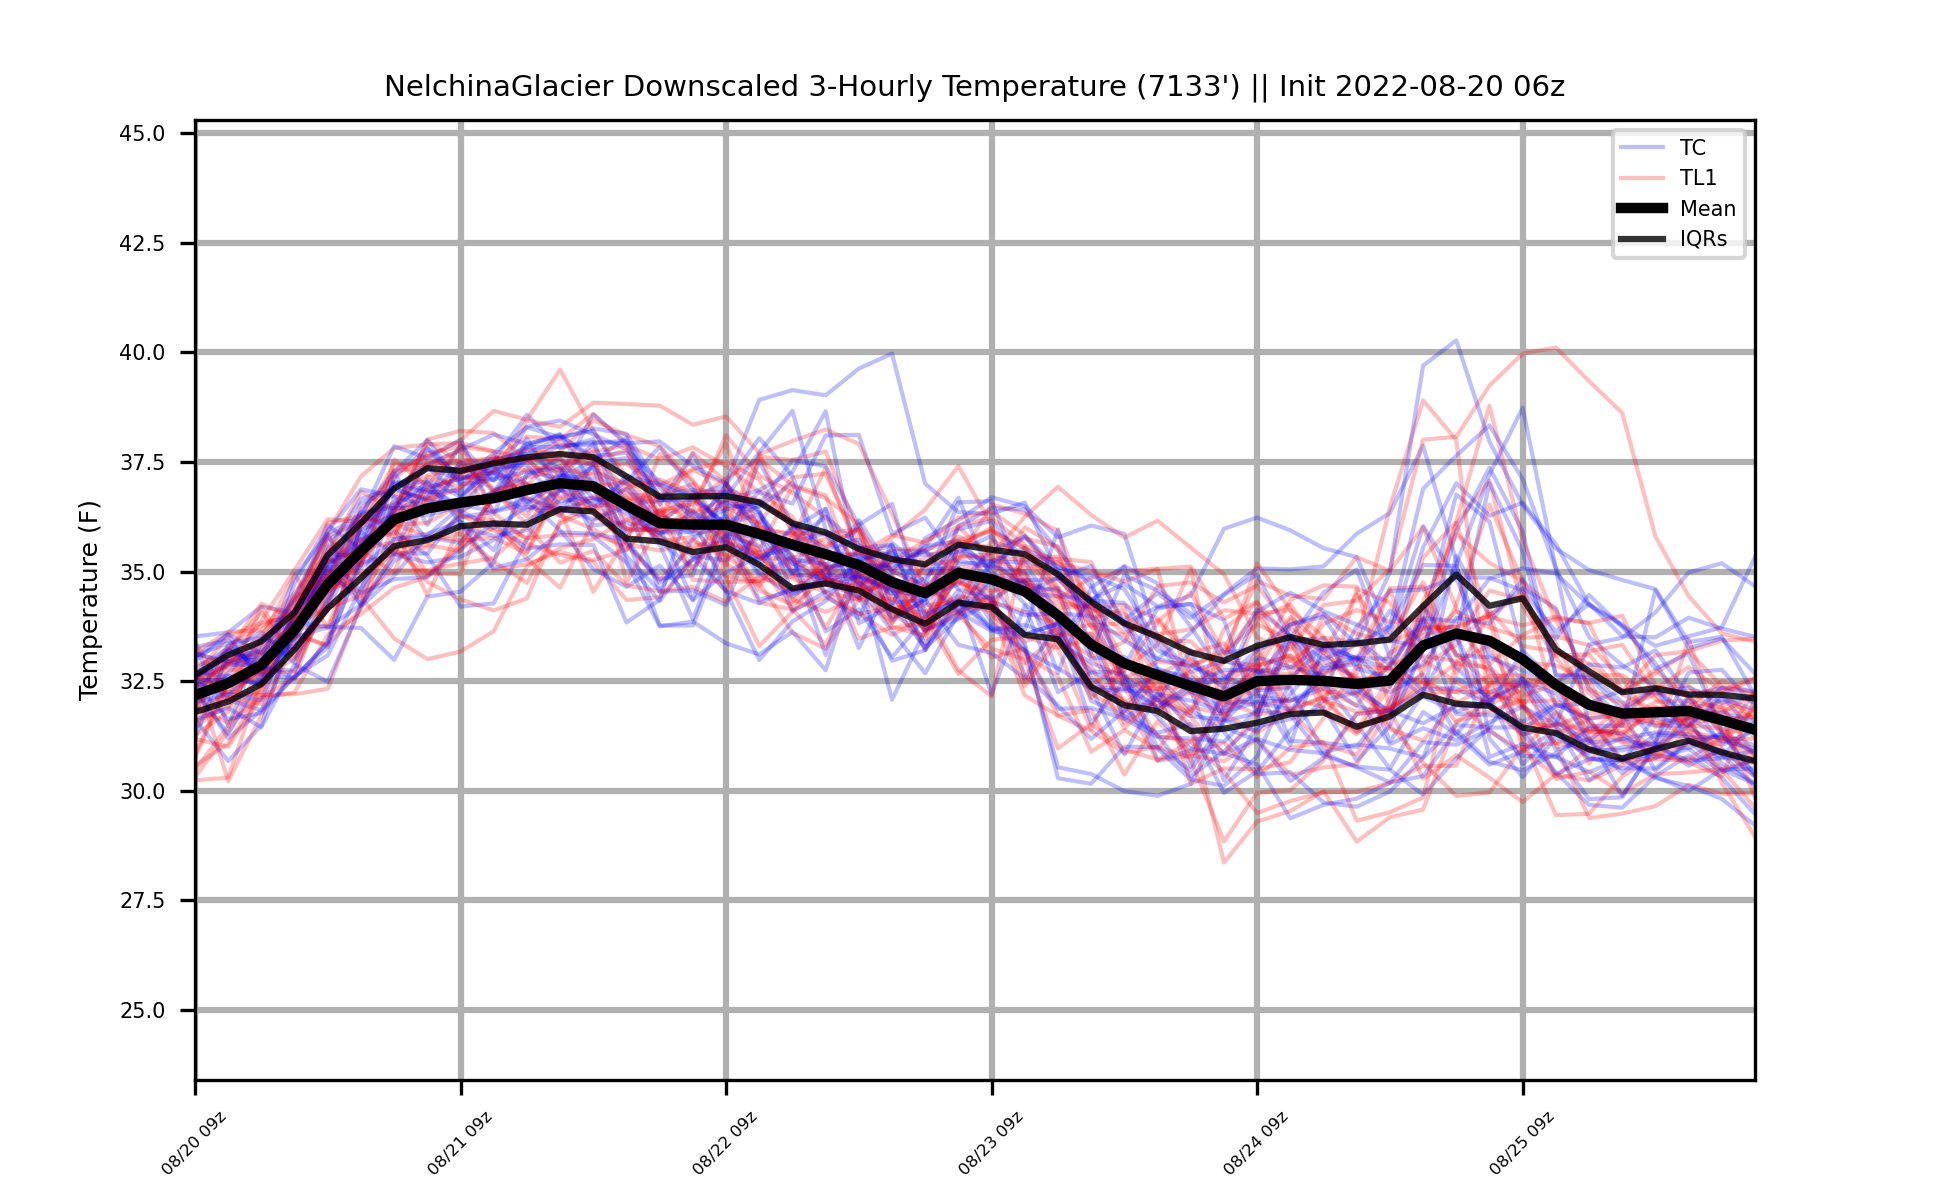 NelchinaGlacier Downscaled 3-Hourly Temperature (7133') || Init 2022-08-20 06z
Temperature (F)
45.0
42.5
40.0
37.5
35.0
32.5
30.0
27.5
25.0
TC
TL1
Mean
IQRs
08/20 09z
08/21 09z
08/22 09z
08/23 09z
08/24 09z
08/25 09z